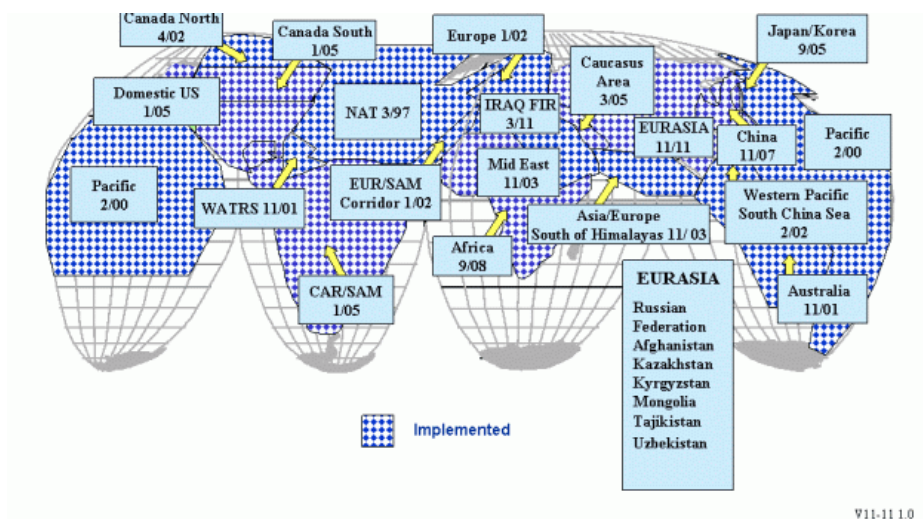 Canada North
4/02
Canada South
1/05
Europe 1/02
Japan/Korea
9/05
Caucasus
Area
3/05
Domestic US
1/05
NAT 3/97
IRAQ FIR
3/11
EURASIA
11/11
China
11/07
Pacific
2/00
Mid East
11/03
Pacific
2/00
WATRS 11/01
EUR/SAM
Corridor 1/02
Western Pacific
South China Sea
2/02
Asia/Europe
South of Himalayas 11/ 03
Africa
9/08
CAR/SAM
1/05
Australia
11/01
EURASIA
Russian
Federation
Afghanistan
Kazakhstan
Kyrgyzstan
Mongolia
Tajikistan
Uzbekistan
Implemented
V11-11 1.0